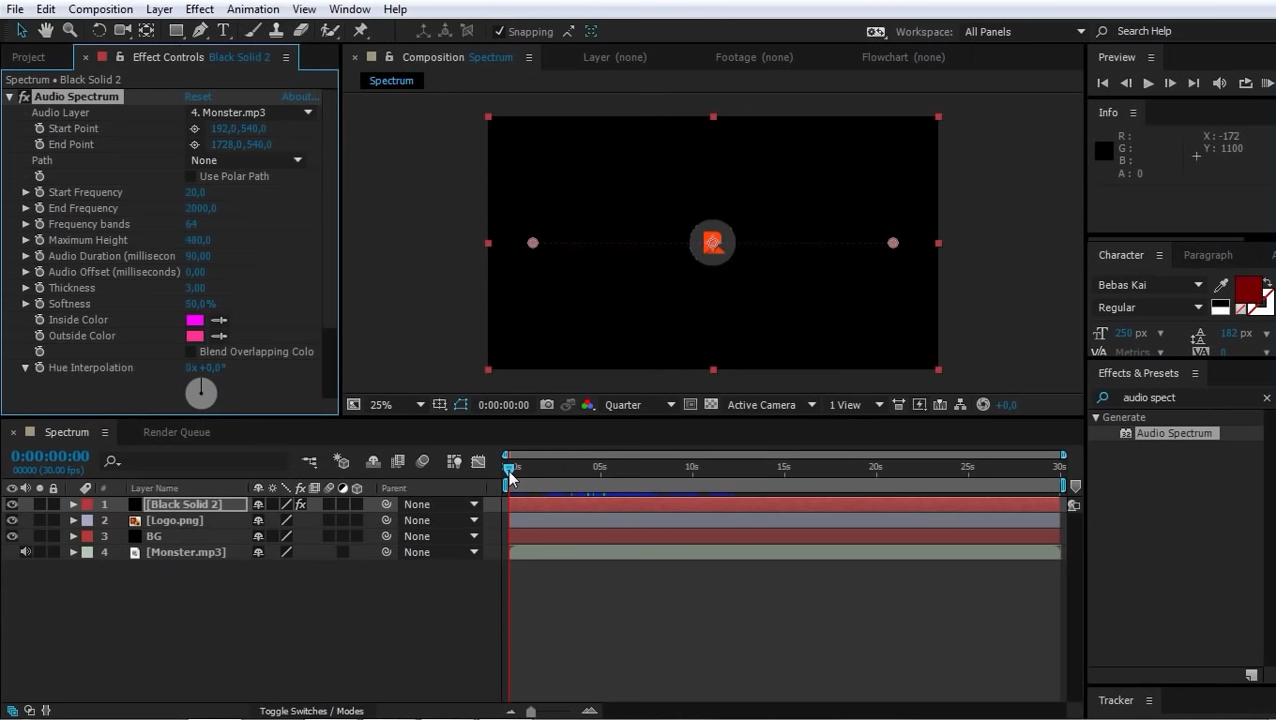 File Edit Composition Layer Effect Animation View Window Help
Snapping
Workspace: All Panels
Search Help
Project
Effect Controls Black Solid 2
Spectrum • Black Solid 2
fx Audio Spectrum Reset About...
Audio Layer 4. Monster.mp3
Start Point 192,0,540,0
End Point 1728,0,540,0
Path None
Use Polar Path
Start Frequency 20,0
End Frequency 2000,0
Frequency bands 64
Maximum Height 480,0
Audio Duration (millisecon 90,00
Audio Offset (milliseconds) 0,00
Thickness 3,00
Softness 50,0%
Inside Color
Outside Color
Blend Overlapping Colo
Hue Interpolation 0x+0,0°
Composition Spectrum
Layer (none)
Footage (none)
Flowchart (none)
Spectrum
R
25% 0:00:00:00 Quarter Active Camera 1 View +0,0
Preview
Info
R :
G :
B :
A : 0
X : -172
Y : 1100
Character Paragraph
Bebas Kai
Regular
250 px 182 px
Metrics 0
Effects & Presets
audio spect
Generate
Audio Spectrum
Tracker
Spectrum
Render Queue
0:00:00:00
00000 (30.00 fps)
# Layer Name fx Parent
1 [Black Solid 2] fx None
2 [Logo.png] None
3 BG None
4 [Monster.mp3] None
05s 10s 15s 20s 25s 30s
Toggle Switches / Modes